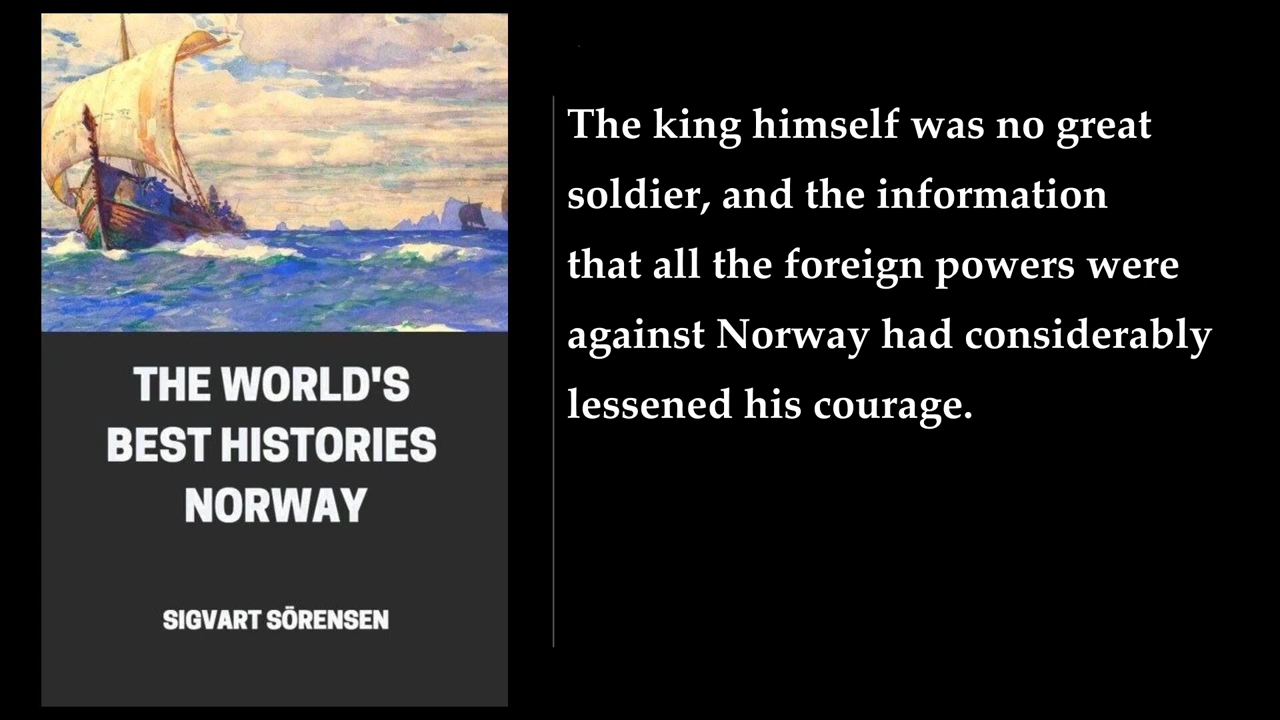 THE WORLD'S
BEST HISTORIES
NORWAY
SIGVART SÖRENSEN
The king himself was no great
soldier, and the information
that all the foreign powers were
against Norway had considerably
lessened his courage.